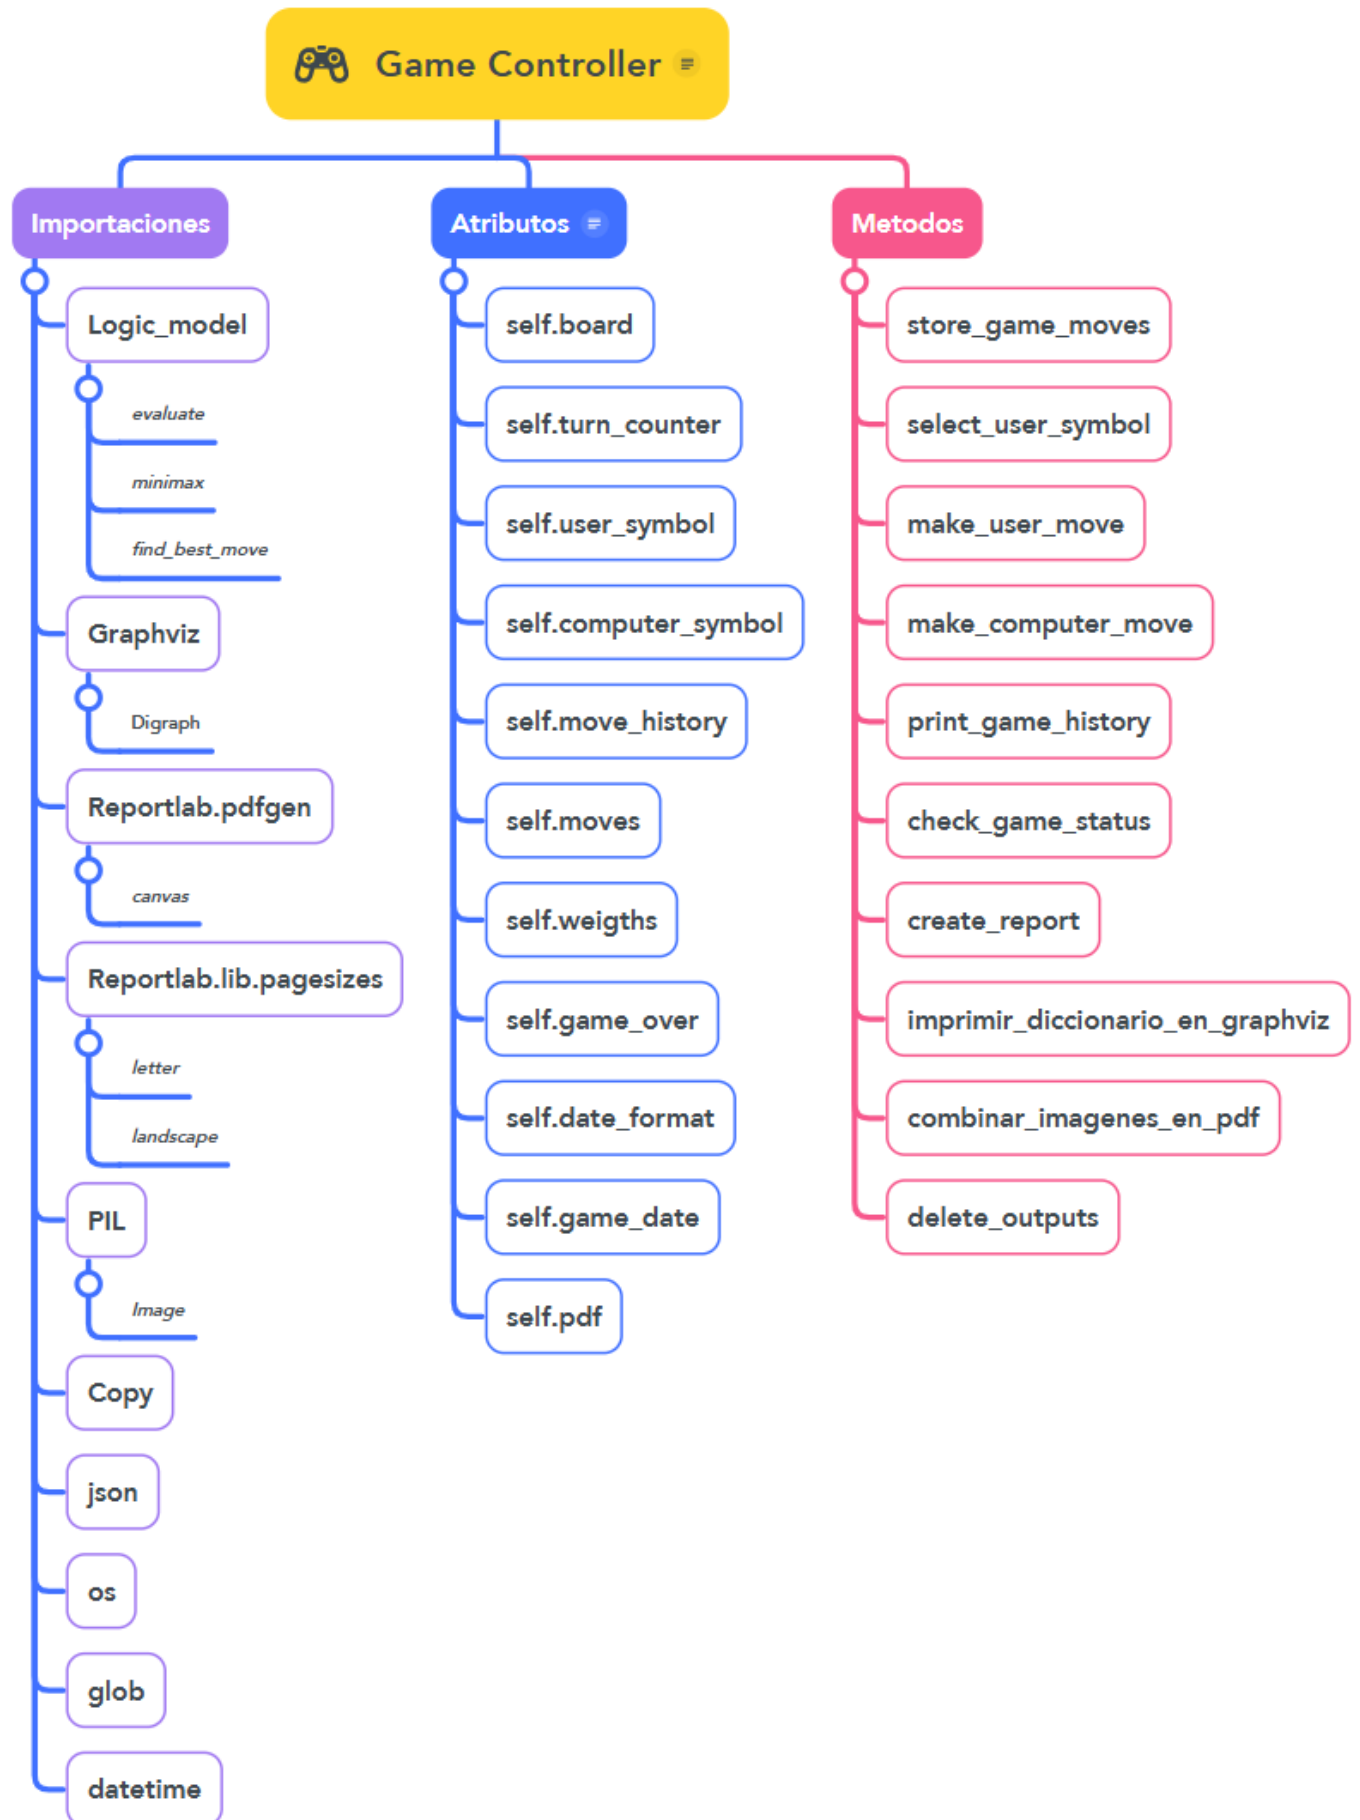 Game Controller
Importaciones
Logic_model
evaluate
minimax
find_best_move
Graphviz
Digraph
Reportlab.pdfgen
canvas
Reportlab.lib.pagesizes
letter
landscape
PIL
Image
Copy
json
os
glob
datetime
Atributos
self.board
self.turn_counter
self.user_symbol
self.computer_symbol
self.move_history
self.moves
self.weigths
self.game_over
self.date_format
self.game_date
self.pdf
Metodos
store_game_moves
select_user_symbol
make_user_move
make_computer_move
print_game_history
check_game_status
create_report
imprimir_diccionario_en_graphviz
combinar_imagenes_en_pdf
delete_outputs